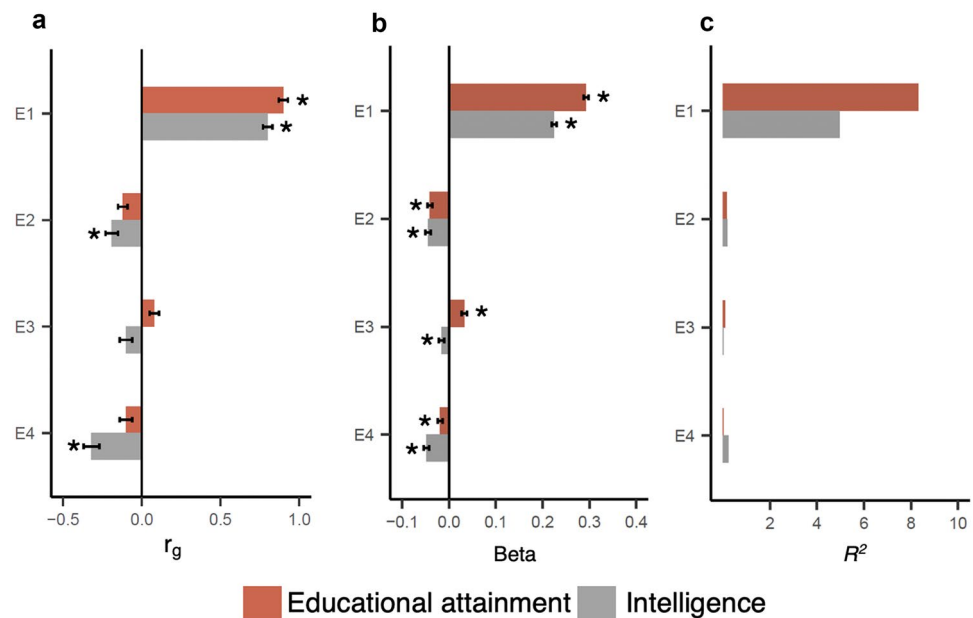 a
E1
*
*
E2
*
E3
E4
*
−0.5 0.0 0.5 1.0
rg
b
E1
*
*
E2
*
*
E3
*
*
E4
*
*
−0.1 0.0 0.1 0.2 0.3 0.4
Beta
c
E1
E2
E3
E4
2 4 6 8 10
R²
Educational attainment Intelligence